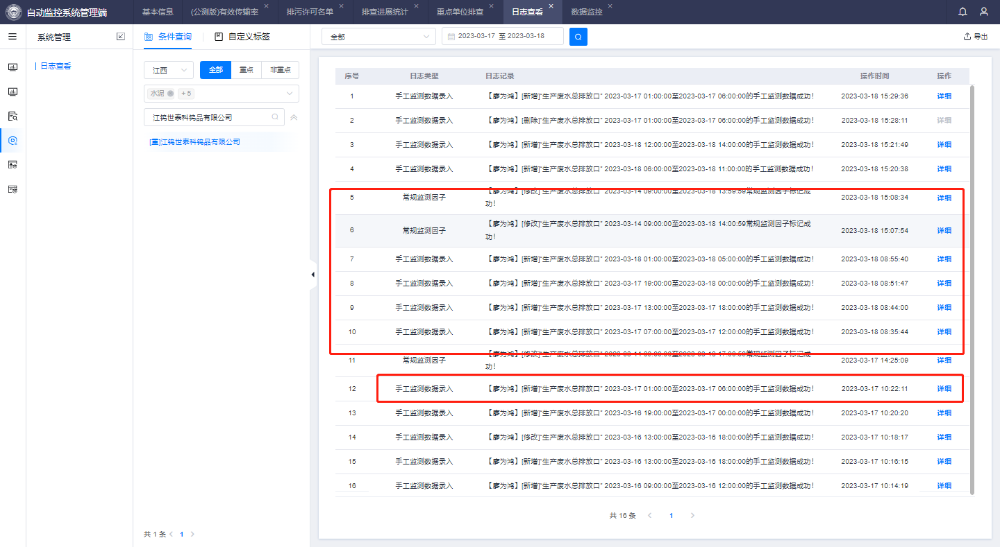 自动监控系统管理端
基本信息
(公测版)有效传输率
排污许可名单
排查进展统计
重点单位排查
日志查看
数据监控
系统管理
日志查看
条件查询
自定义标签
江西
全部
重点
非重点
水泥
+ 5
江钨世泰科钨品有限公司
[重]江钨世泰科钨品有限公司
共 1 条
1
全部
2023-03-17 至 2023-03-18
导出
序号 日志类型 日志记录 操作时间 操作
1 手工监测数据录入 【廖为鸿】[新增]"生产废水总排放口" 2023-03-17 01:00:00至2023-03-17 06:00:00的手工监测数据成功！ 2023-03-18 15:29:36 详细
2 手工监测数据录入 【廖为鸿】[删除]"生产废水总排放口" 2023-03-17 01:00:00至2023-03-17 06:00:00的手工监测数据成功！ 2023-03-18 15:28:11 详细
3 手工监测数据录入 【廖为鸿】[新增]"生产废水总排放口" 2023-03-18 12:00:00至2023-03-18 14:00:00的手工监测数据成功！ 2023-03-18 15:21:49 详细
4 手工监测数据录入 【廖为鸿】[新增]"生产废水总排放口" 2023-03-18 06:00:00至2023-03-18 11:00:00的手工监测数据成功！ 2023-03-18 15:20:38 详细
5 常规监测因子 【廖为鸿】[修改]"生产废水总排放口" 2023-03-14 09:00:00至2023-03-18 13:59:59常规监测因子标记成 2023-03-18 15:08:34 详细
功！
6 常规监测因子 【廖为鸿】[修改]"生产废水总排放口" 2023-03-14 09:00:00至2023-03-18 14:00:59常规监测因子标记成 2023-03-18 15:07:54 详细
功！
7 手工监测数据录入 【廖为鸿】[新增]"生产废水总排放口" 2023-03-18 01:00:00至2023-03-18 05:00:00的手工监测数据成功！ 2023-03-18 08:55:40 详细
8 手工监测数据录入 【廖为鸿】[新增]"生产废水总排放口" 2023-03-17 19:00:00至2023-03-18 00:00:00的手工监测数据成功！ 2023-03-18 08:51:47 详细
9 手工监测数据录入 【廖为鸿】[新增]"生产废水总排放口" 2023-03-17 13:00:00至2023-03-17 18:00:00的手工监测数据成功！ 2023-03-18 08:44:00 详细
10 手工监测数据录入 【廖为鸿】[新增]"生产废水总排放口" 2023-03-17 07:00:00至2023-03-17 12:00:00的手工监测数据成功！ 2023-03-18 08:35:44 详细
11 常规监测因子 【廖为鸿】[修改]"生产废水总排放口" 常规监测因子标记成 2023-03-17 14:25:09 详细
功！
12 手工监测数据录入 【廖为鸿】[新增]"生产废水总排放口" 2023-03-17 01:00:00至2023-03-17 06:00:00的手工监测数据成功！ 2023-03-17 10:22:11 详细
13 手工监测数据录入 【廖为鸿】[新增]"生产废水总排放口" 2023-03-16 19:00:00至2023-03-17 00:00:00的手工监测数据成功！ 2023-03-17 10:20:20 详细
14 手工监测数据录入 【廖为鸿】[修改]"生产废水总排放口" 2023-03-16 13:00:00至2023-03-16 18:00:00的手工监测数据成功！ 2023-03-17 10:18:17 详细
15 手工监测数据录入 【廖为鸿】[新增]"生产废水总排放口" 2023-03-16 13:00:00至2023-03-16 18:00:00的手工监测数据成功！ 2023-03-17 10:16:15 详细
16 手工监测数据录入 【廖为鸿】[新增]"生产废水总排放口" 2023-03-16 09:00:00至2023-03-16 12:00:00的手工监测数据成功！ 2023-03-17 10:14:19 详细
共 16 条
1